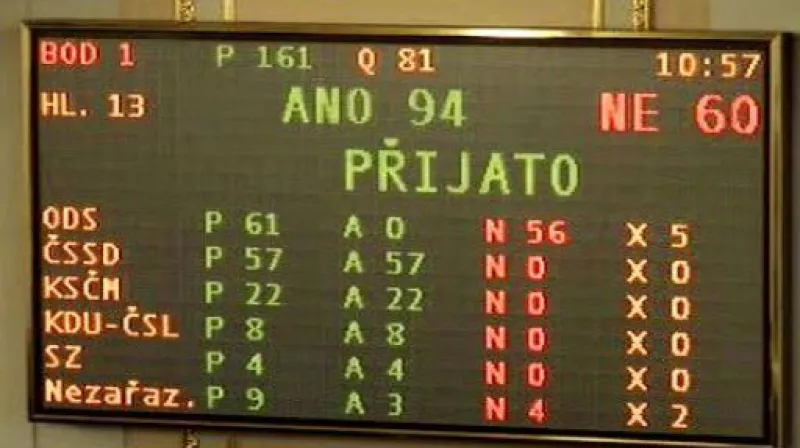 BOD 1 P 161 Q 81 10:57
HL. 13 ANO 94 NE 60
PŘIJATO
ODS P 61 A 0 N 56 X 5
ČSSD P 57 A 57 N 0 X 0
KSČM P 22 A 22 N 0 X 0
KDU-ČSL P 8 A 8 N 0 X 0
SZ P 4 A 4 N 0 X 0
Nezařaz. P 9 A 3 N 4 X 2